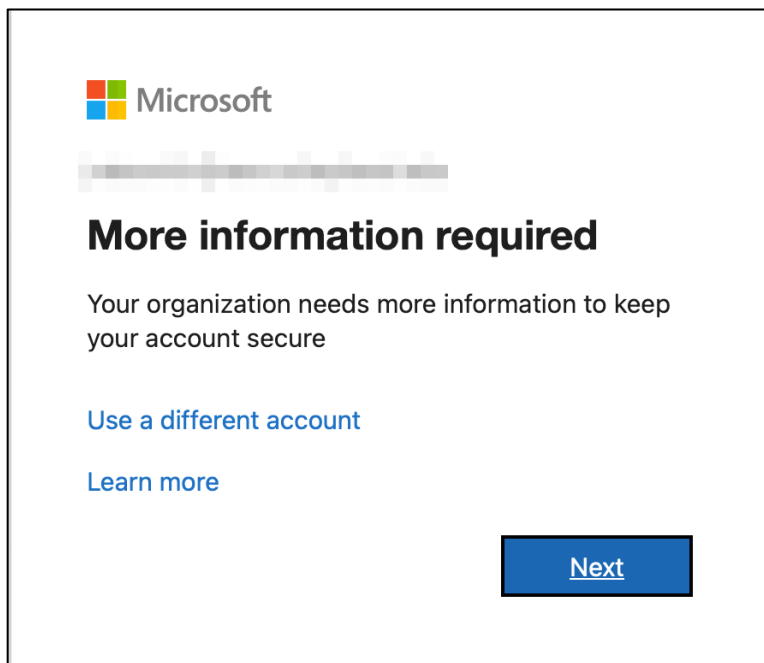 Microsoft
More information required
Your organization needs more information to keep
your account secure
Use a different account
Learn more
Next